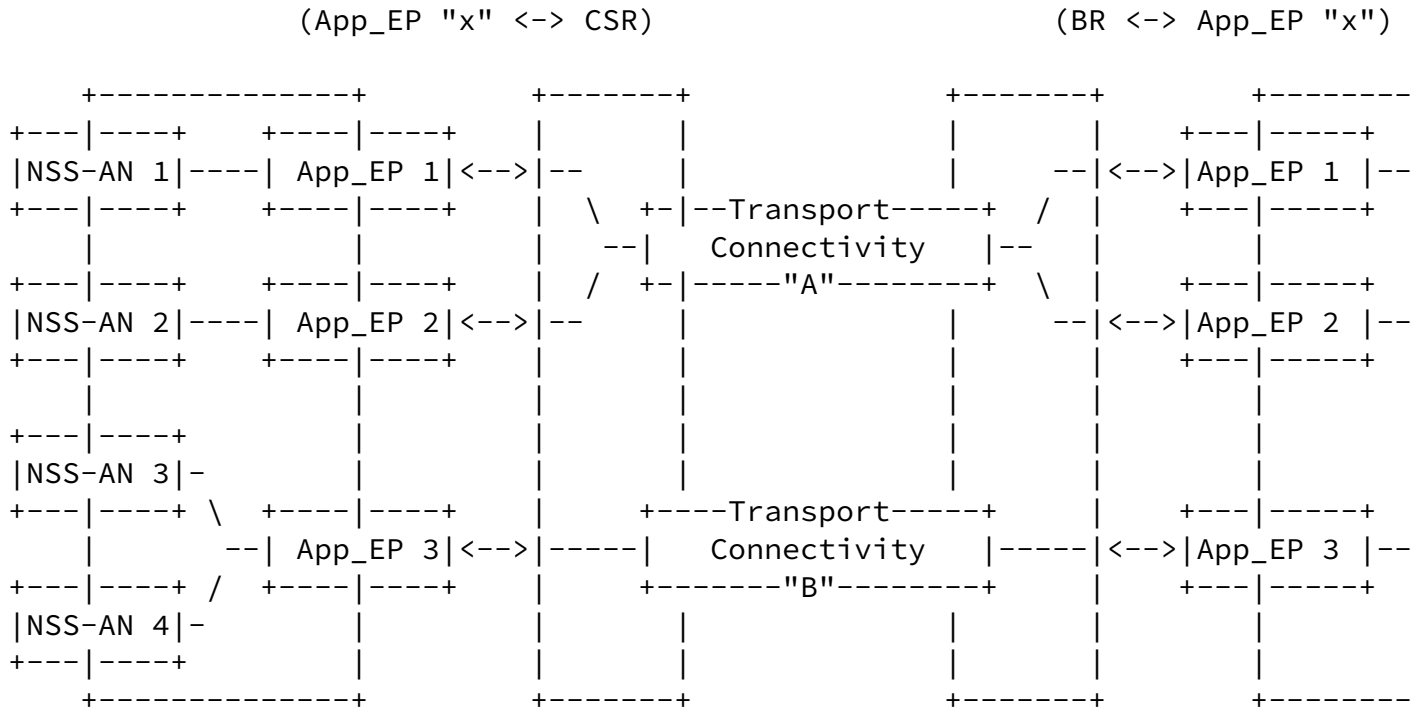 (App_EP "x" <-> CSR) (BR <-> App_EP "x")
+--------------+ +-------+ +-------+ +--------
+---|----+ +----|----+ | | | | +---|-----+
|NSS-AN 1|----| App_EP 1|<-->|-- | | --|<-->|App_EP 1 |--
+---|----+ +----|----+ | \ +-|--Transport-----+ / | +---|-----+
| | | --| Connectivity |-- | |
+---|----+ +----|----+ | / +-|-----"A"--------+ \ | +---|-----+
|NSS-AN 2|----| App_EP 2|<-->|-- | | --|<-->|App_EP 2 |--
+---|----+ +----|----+ | | | | +---|-----+
| | | | | | |
+---|----+ | | | | | |
|NSS-AN 3|- | | | | | |
+---|----+ \ +----|----+ | +----Transport-----+ | +---|-----+
| --| App_EP 3|<-->|-----| Connectivity |-----|<-->|App_EP 3 |--
+---|----+ / +----|----+ | +-------"B"--------+ | +---|-----+
|NSS-AN 4|- | | | | | |
+---|----+ | | | | | |
+--------------+ +-------+ +-------+ +--------